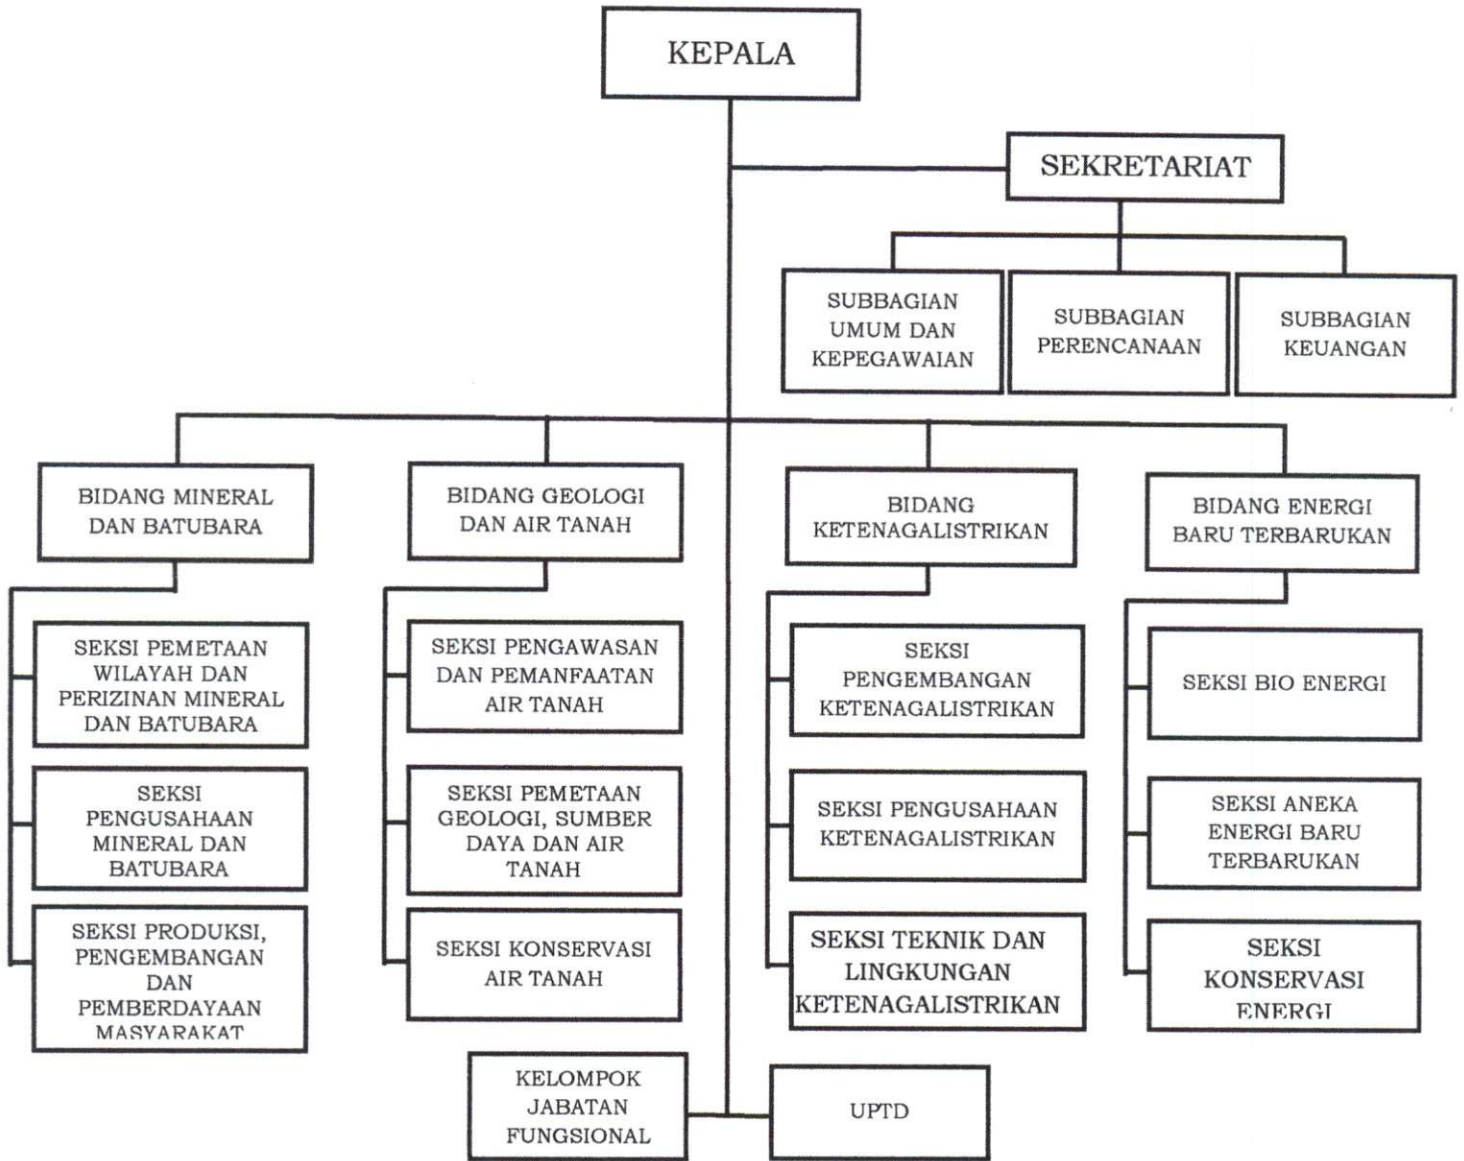 KEPALA
SEKRETARIAT
SUBBAGIAN
UMUM DAN
KEPEGAWAIAN
SUBBAGIAN
PERENCANAAN
SUBBAGIAN
KEUANGAN
BIDANG MINERAL
DAN BATUBARA
BIDANG GEOLOGI
DAN AIR TANAH
BIDANG
KETENAGALISTRIKAN
BIDANG ENERGI
BARU TERBARUKAN
SEKSI PEMETAAN
WILAYAH DAN
PERIZINAN MINERAL
DAN BATUBARA
SEKSI
PENGUSAHAAN
MINERAL DAN
BATUBARA
SEKSI PRODUKSI,
PENGEMBANGAN
DAN
PEMBERDAYAAN
MASYARAKAT
SEKSI PENGAWASAN
DAN PEMANFAATAN
AIR TANAH
SEKSI PEMETAAN
GEOLOGI, SUMBER
DAYA DAN AIR
TANAH
SEKSI KONSERVASI
AIR TANAH
SEKSI
PENGEMBANGAN
KETENAGALISTRIKAN
SEKSI PENGUSAHAAN
KETENAGALISTRIKAN
SEKSI TEKNIK DAN
LINGKUNGAN
KETENAGALISTRIKAN
SEKSI BIO ENERGI
SEKSI ANEKA
ENERGI BARU
TERBARUKAN
SEKSI
KONSERVASI
ENERGI
KELOMPOK
JABATAN
FUNGSIONAL
UPTD